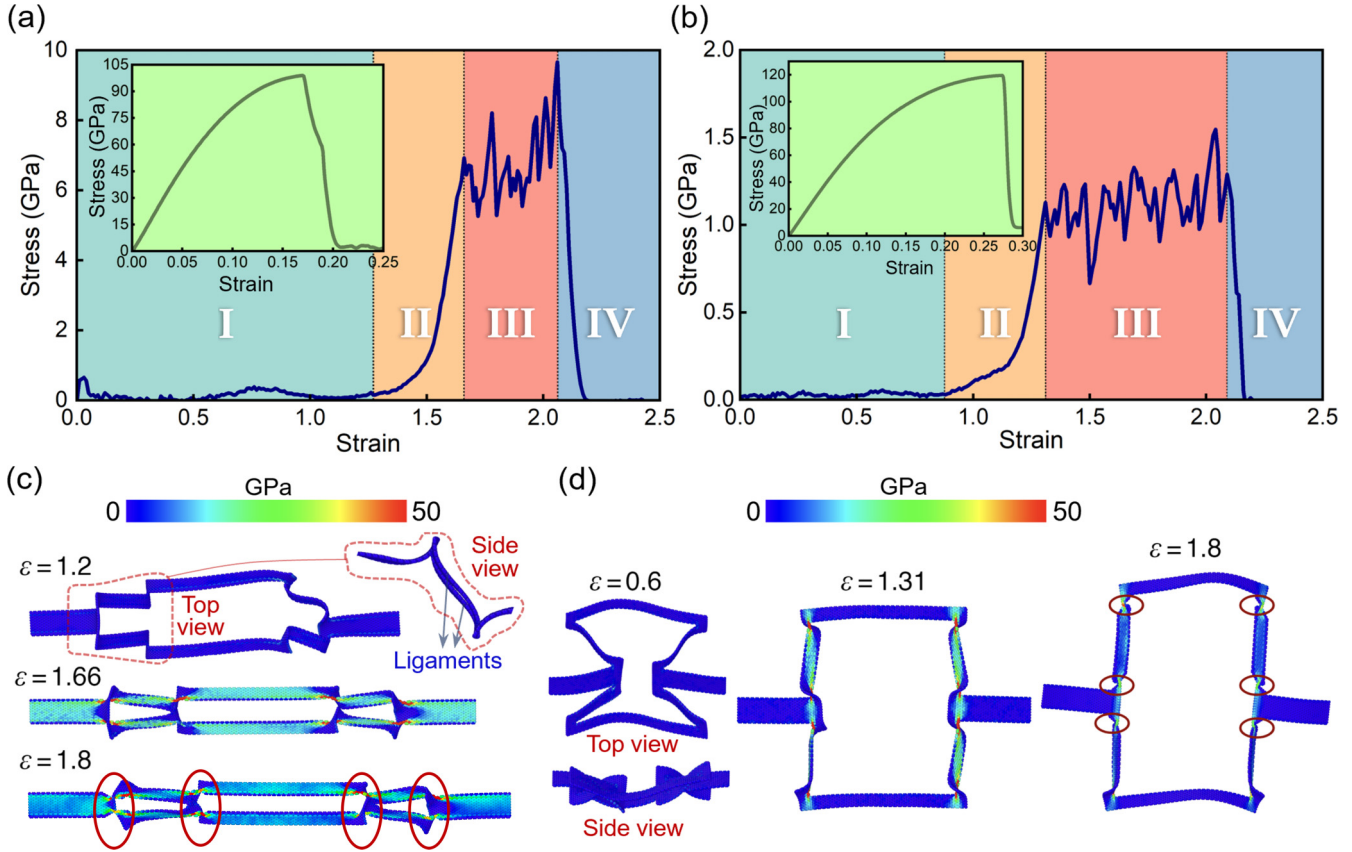 (a)
10
8
6
4
2
0
Stress (GPa)
0.0
0.5
1.0
1.5
2.0
2.5
Strain
105
90
75
60
45
30
15
0
Stress (GPa)
0.00
0.05
0.10
0.15
0.20
0.25
Strain
I
II
III
IV
(b)
2.0
1.5
1.0
0.5
0.0
Stress (GPa)
0.0
0.5
1.0
1.5
2.0
2.5
Strain
120
100
80
60
40
20
0
Stress (GPa)
0.00
0.05
0.10
0.15
0.20
0.25
0.30
Strain
I
II
III
IV
(c)
GPa
0
50
ε = 1.2
Top
view
Side
view
Ligaments
ε = 1.66
ε = 1.8
(d)
GPa
0
50
ε = 0.6
Top view
Side view
ε = 1.31
ε = 1.8